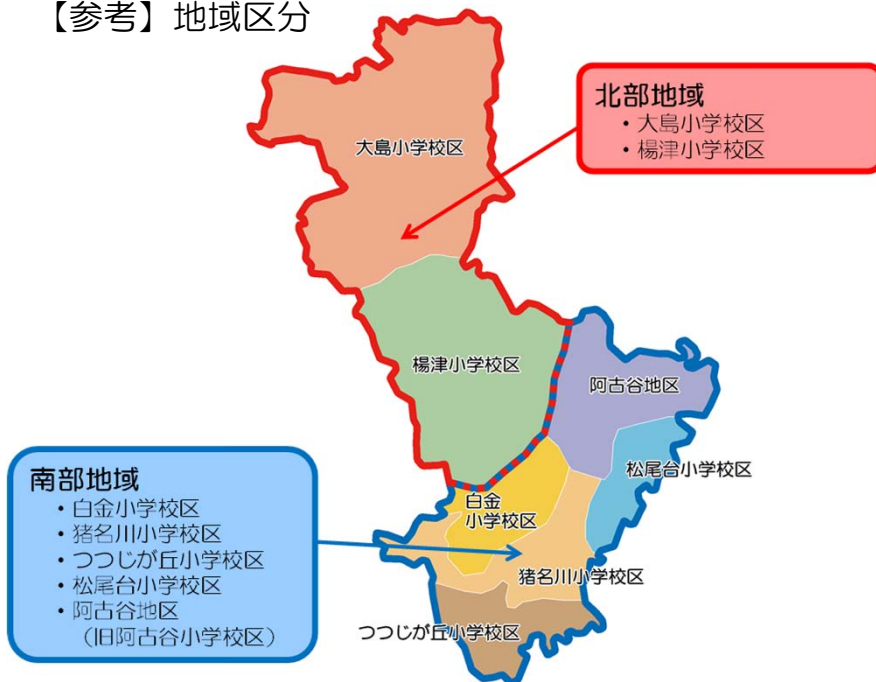 【参考】地域区分
北部地域
・大島小学校区
・楊津小学校区
大島小学校区
楊津小学校区
阿古谷地区
松尾台小学校区
白金
小学校区
猪名川小学校区
つつじが丘小学校区
南部地域
・白金小学校区
・猪名川小学校区
・つつじが丘小学校区
・松尾台小学校区
・阿古谷地区
（旧阿古谷小学校区）